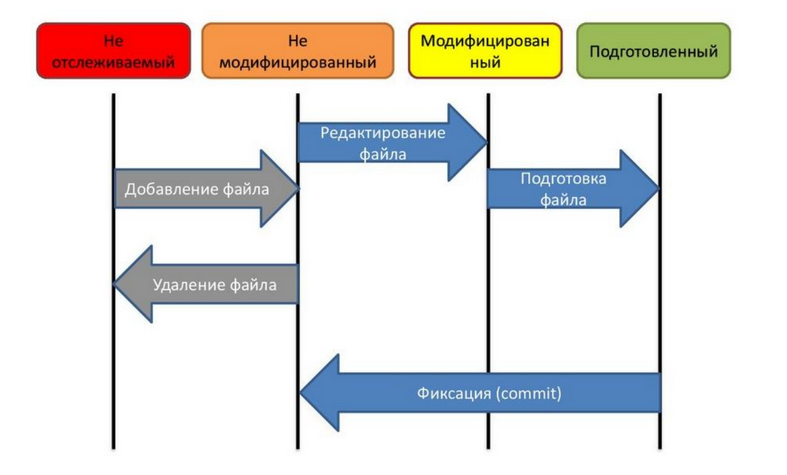 Не
отслеживаемый
Не
модифицированный
Модифицирован
ный
Подготовленный
Редактирование
файла
Добавление файла
Подготовка
файла
Удаление файла
Фиксация (commit)